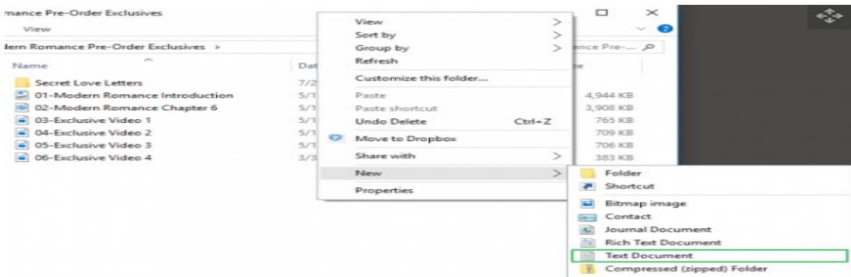 mance Pre-Order Exclusives
View
dern Romance Pre-Order Exclusives >
ance Pre-...
Name
Dat
Secret Love Letters 7/2
01-Modern Romance Introduction 5/1 4,944 KB
02-Modern Romance Chapter 6 5/1 3,908 KB
03-Exclusive Video 1 5/1 765 KB
04-Exclusive Video 2 5/1 709 KB
05-Exclusive Video 3 5/1 706 KB
06-Exclusive Video 4 3/3 383 KB
View >
Sort by >
Group by >
Refresh
Customize this folder...
Paste
Paste shortcut
Undo Delete Ctrl+Z
Move to Dropbox
Share with >
New >
Properties
Folder
Shortcut
Bitmap image
Contact
Journal Document
Rich Text Document
Text Document
Compressed (zipped) Folder